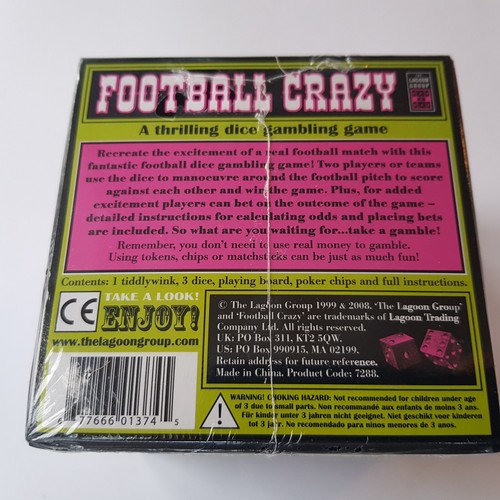 FOOTBALL CRAZY
LAGOON
GROUP
A thrilling dice gambling game
Recreate the excitement of a real football match with this
fantastic football dice gambling game! Two players or teams
use the dice to manoeuvre around the football pitch to score
against each other and win the game. Plus, for added
excitement players can bet on the outcome of the game –
detailed instructions for calculating odds and placing bets
are included. So what are you waiting for...take a gamble!
Remember, you don't need to use real money to gamble.
Using tokens, chips or matchsticks can be just as much fun!
Contents: 1 tiddlywink, 3 dice, playing board, poker chips and full instructions.
CE
TAKE A LOOK!
ENJOY!
www.thelagoongroup.com
© The Lagoon Group 1999 & 2008. 'The Lagoon Group'
and 'Football Crazy' are trademarks of Lagoon Trading
Company Ltd. All rights reserved.
UK: PO Box 311, KT2 5QW.
US: PO Box 990915, MA 02199.
Retain address for future reference.
Made in China. Product Code: 7288.
6 77666 01374 5
WARNING! CHOKING HAZARD: Not recommended for children under age
of 3 due to small parts. Non recommandé aux enfants de moins 3 ans.
Für kinder unter 3 jahren nicht geeignet. Niet geschikt voor kinderen
tot 3 jaar. No recomendado para ninos menores de 3 anos.